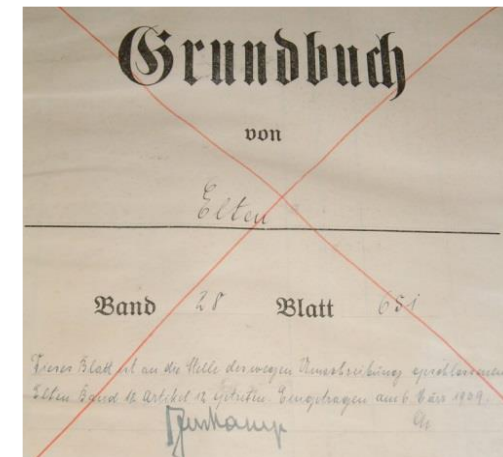 Grundbuch
von
Elten
Band 28 Blatt 651
Dieses Blatt ist an die Stelle des wegen Neuschreibung geschlossenen
Elten Band 12 Artikel 12 getreten. Eingetragen am 6. März 1909.